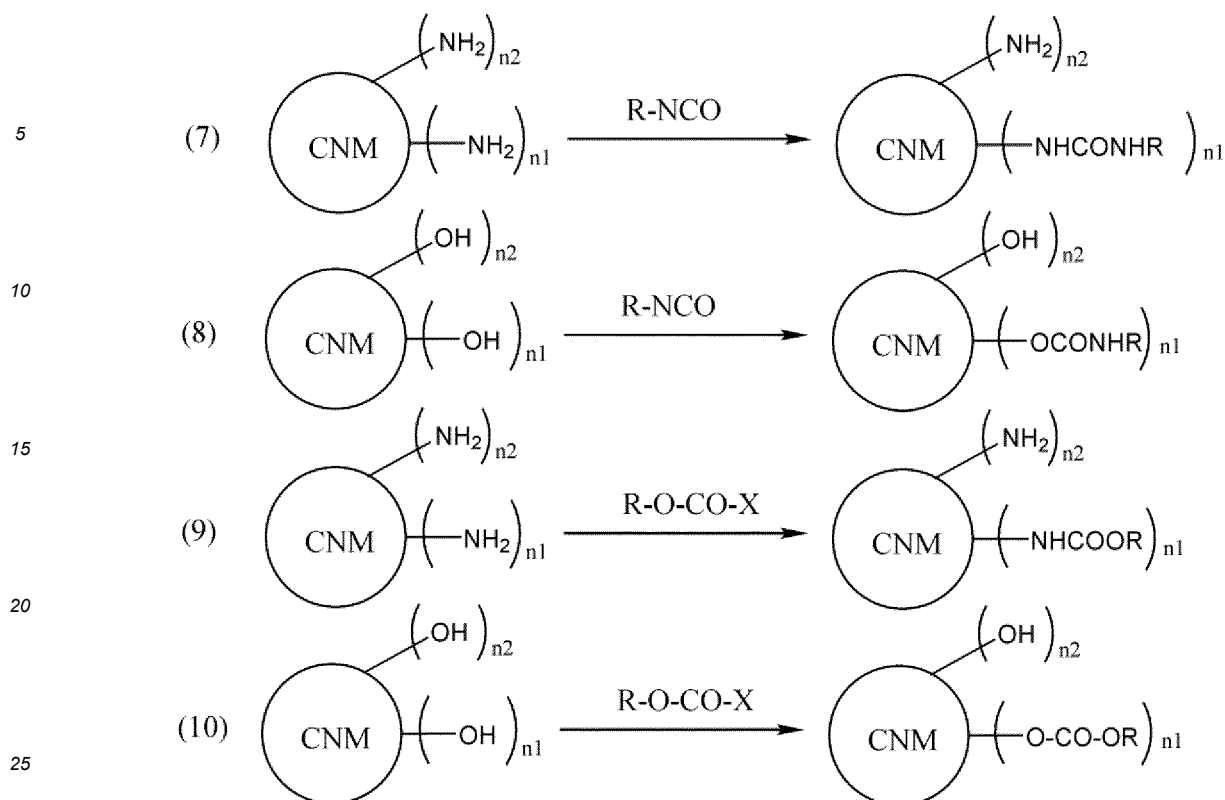 (NH2)n2 (NH2)n2
5 (7) CNM (NH2)n1 R-NCO CNM (NHCONHR )n1
(OH)n2 (OH)n2
10
(8) CNM (OH)n1 R-NCO CNM (OCONHR)n1
15 (NH2)n2 (NH2)n2
(9) CNM (NH2)n1 R-O-CO-X CNM (NHCOOR)n1
20
(OH)n2 (OH)n2
(10) CNM (OH)n1 R-O-CO-X CNM (O-CO-OR)n1
25